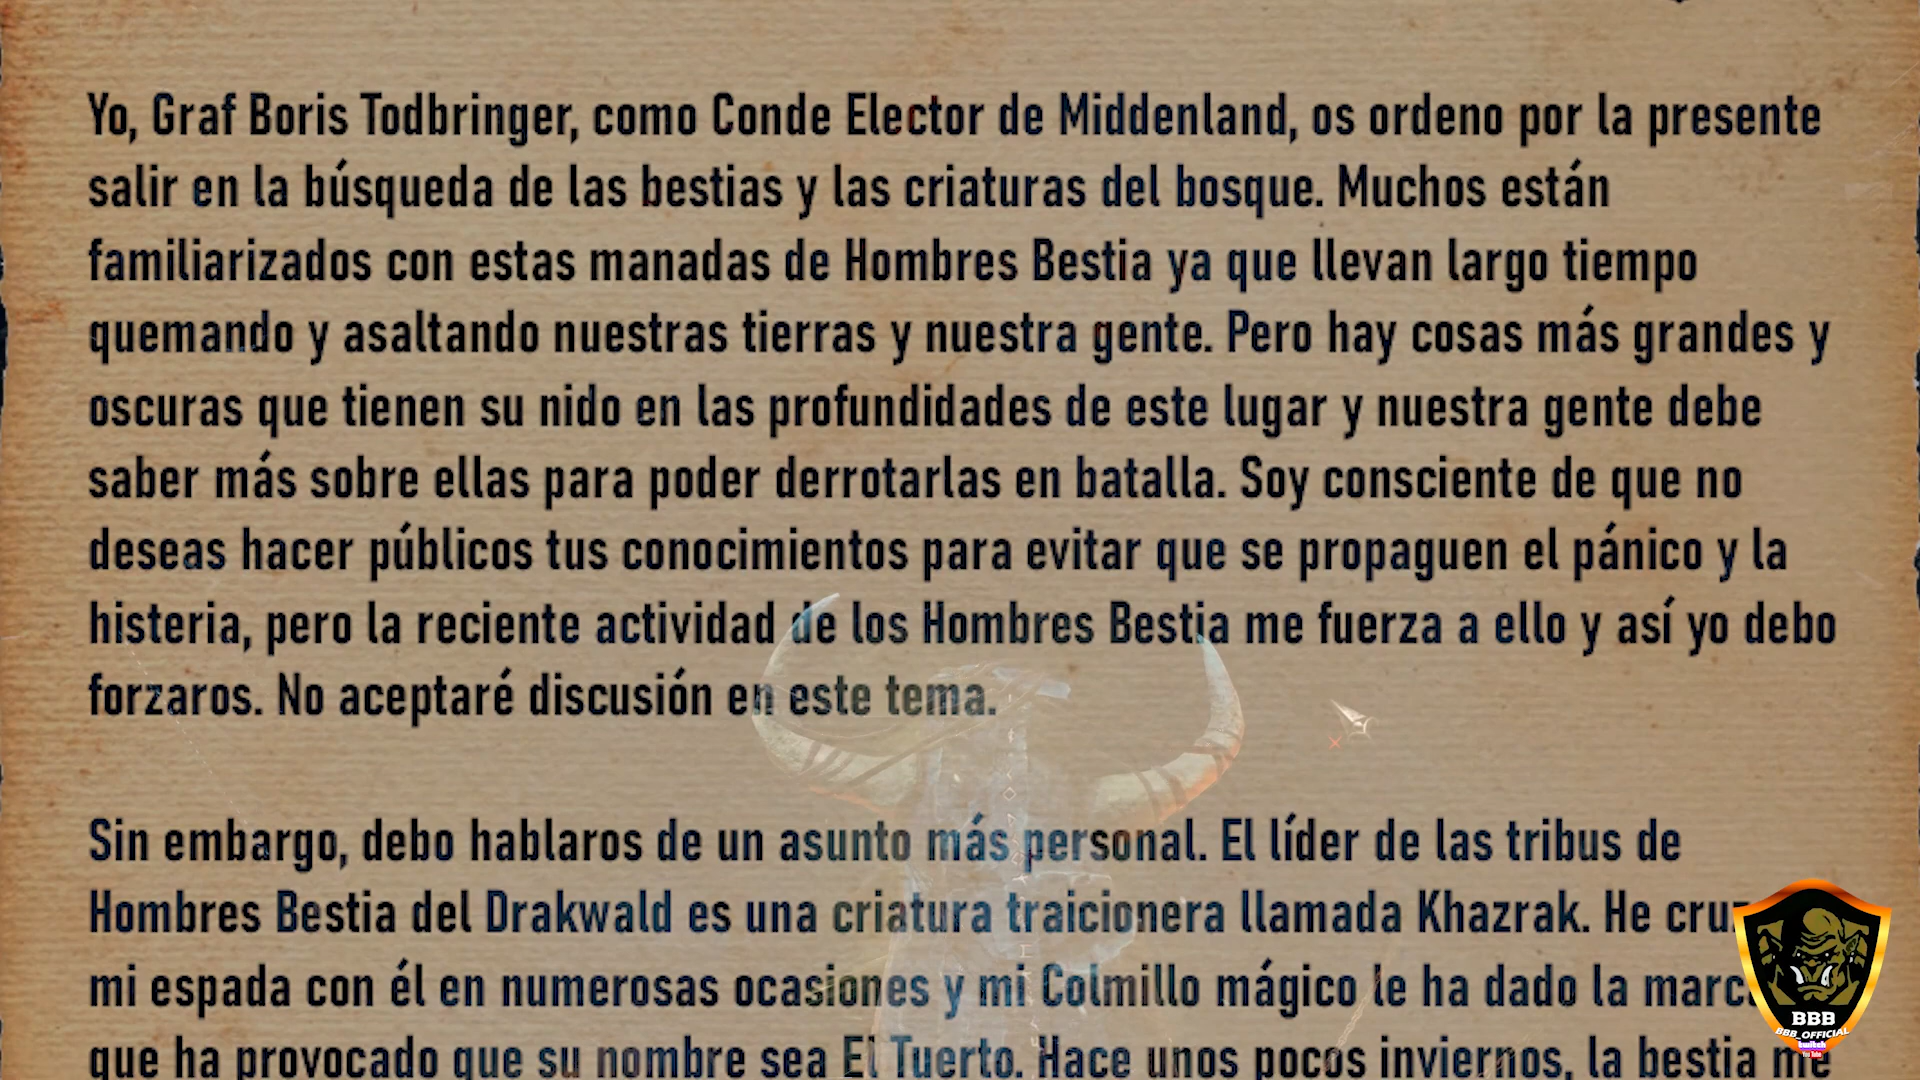 Yo, Graf Boris Todbringer, como Conde Elector de Middenland, os ordeno por la presente
salir en la búsqueda de las bestias y las criaturas del bosque. Muchos están
familiarizados con estas manadas de Hombres Bestia ya que llevan largo tiempo
quemando y asaltando nuestras tierras y nuestra gente. Pero hay cosas más grandes y
oscuras que tienen su nido en las profundidades de este lugar y nuestra gente debe
saber más sobre ellas para poder derrotarlas en batalla. Soy consciente de que no
deseas hacer públicos tus conocimientos para evitar que se propaguen el pánico y la
histeria, pero la reciente actividad de los Hombres Bestia me fuerza a ello y así yo debo
forzaros. No aceptaré discusión en este tema.
Sin embargo, debo hablaros de un asunto más personal. El líder de las tribus de
Hombres Bestia del Drakwald es una criatura traicionera llamada Khazrak. He
mi espada con él en numerosas ocasiones y mi Colmillo mágico le ha dado la
que ha provocado que su nombre sea El Tuerto. Hace unos pocos inviernos, la bestia me
BBB
BBB_OFFICIAL
twitch
You Tube